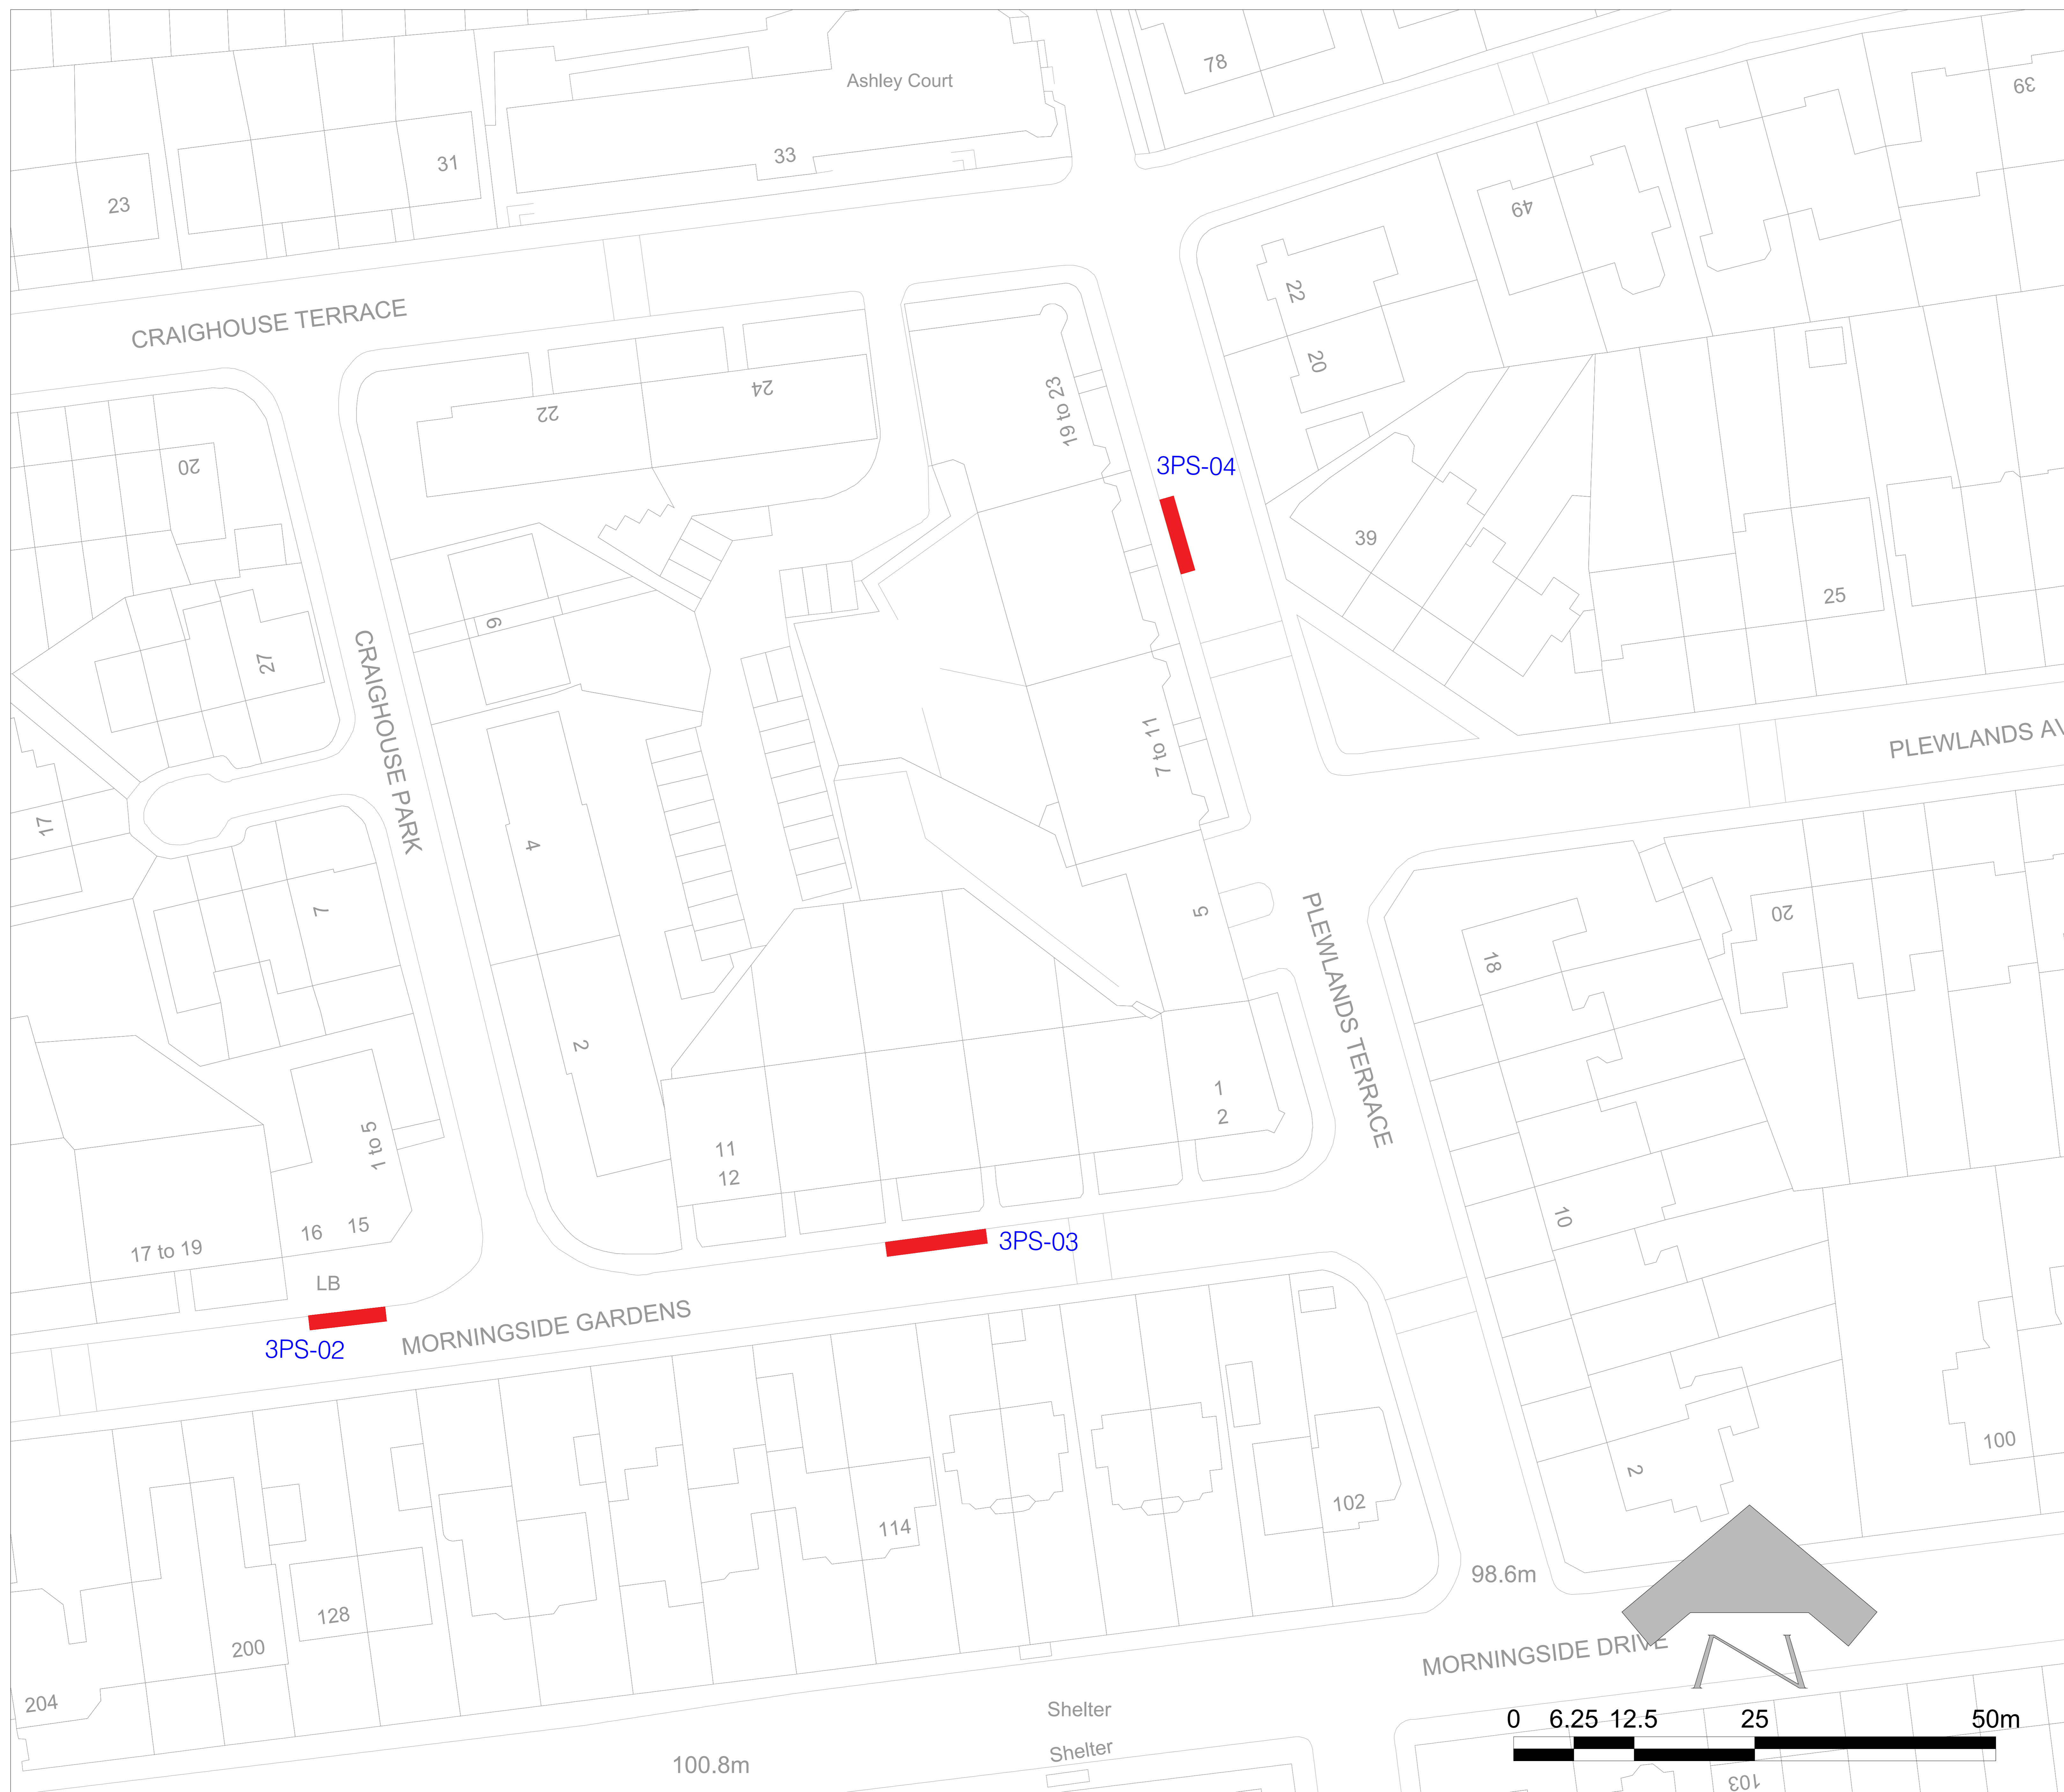 78
Ashley Court
39
33
31
23
49
22
CRAIGHOUSE TERRACE
20
24
22
19 to 23
20
3PS-04
39
25
6
27
CRAIGHOUSE PARK
7 to 11
PLEWLANDS AV
17
4
7
5
PLEWLANDS TERRACE
20
18
2
1
2
1 to 5
11
12
10
16
15
17 to 19
3PS-03
LB
MORNINGSIDE GARDENS
3PS-02
100
2
102
114
128
98.6m
200
MORNINGSIDE DRIVE
204
Shelter
N
0 6.25 12.5 25 50m
Shelter
100.8m
103